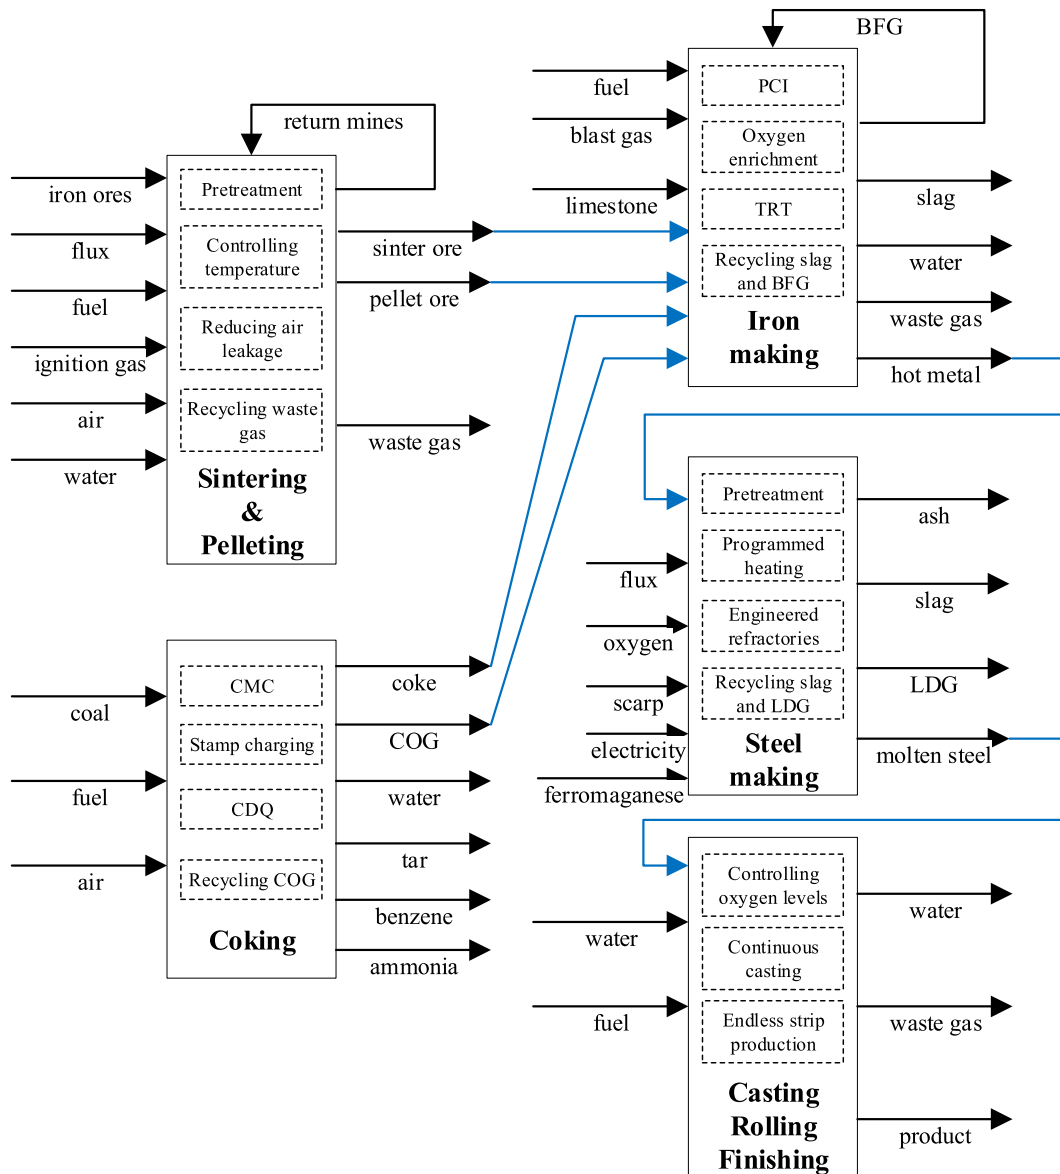 return mines
iron ores
flux
fuel
ignition gas
air
water
Pretreatment
Controlling
temperature
Reducing air
leakage
Recycling waste
gas
Sintering
&
Pelleting
sinter ore
pellet ore
waste gas
coal
fuel
air
CMC
Stamp charging
CDQ
Recycling COG
Coking
coke
COG
water
tar
benzene
ammonia
BFG
fuel
blast gas
limestone
PCI
Oxygen
enrichment
TRT
Recycling slag
and BFG
Iron
making
slag
water
waste gas
hot metal
flux
oxygen
scarp
electricity
ferromaganese
Pretreatment
Programmed
heating
Engineered
refractories
Recycling slag
and LDG
Steel
making
ash
slag
LDG
molten steel
water
fuel
Controlling
oxygen levels
Continuous
casting
Endless strip
production
Casting
Rolling
Finishing
water
waste gas
product